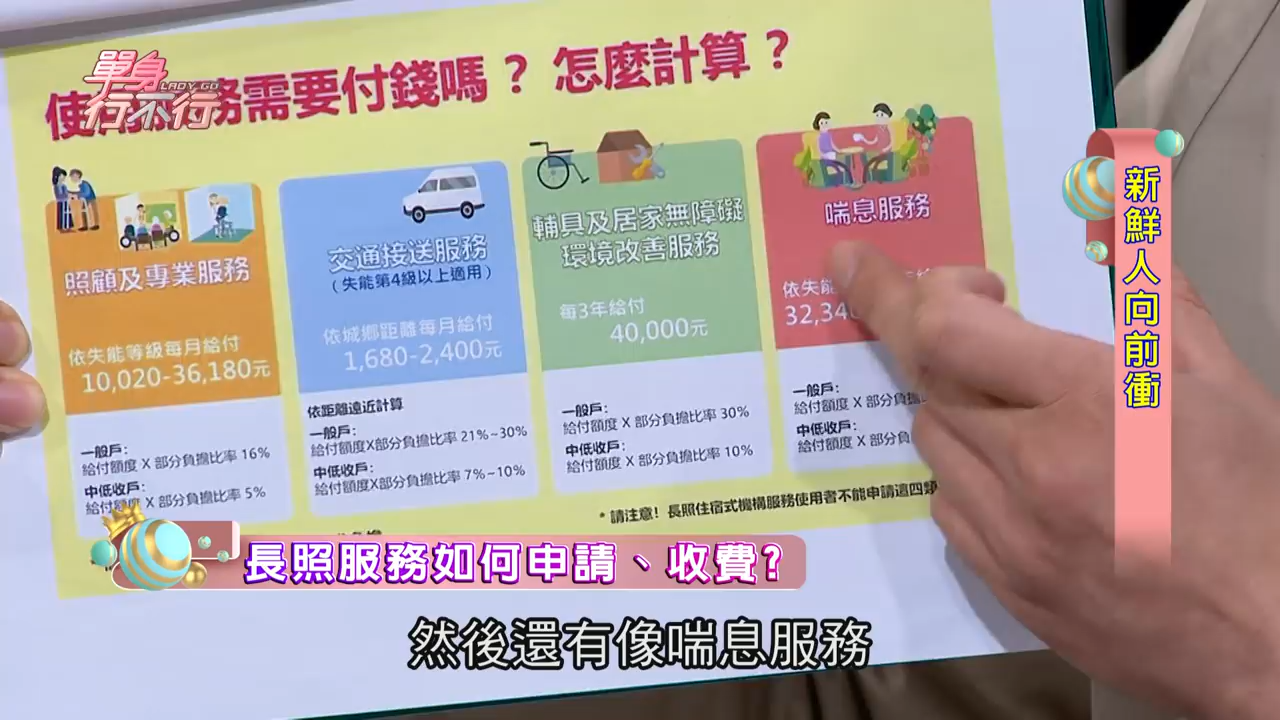 單身
LADY GO
行不行
使 務需要付錢嗎？怎麼計算？
照顧及專業服務
依失能等級每月給付
10,020-36,180元
一般戶：
給付額度 X 部分負擔比率 16%
中低收戶：
給付額度 X 部分負擔比率 5%
交通接送服務
(失能第4級以上適用)
依城鄉距離每月給付
1,680-2,400元
依距離遠近計算
一般戶：
給付額度X部分負擔比率 21%~30%
中低收戶：
給付額度X部分負擔比率 7%~10%
輔具及居家無障礙
環境改善服務
每3年給付
40,000元
一般戶：
給付額度 X 部分負擔比率 30%
中低收戶：
給付額度 X 部分負擔比率 10%
喘息服務
依失能
32,340
一般戶：
給付額度 X 部分負擔
中低收戶：
給付額度 X 部分負
*請注意！長照住宿式機構服務使用者不能申請這四類
新鮮人向前衝
長照服務如何申請、收費?
然後還有像喘息服務